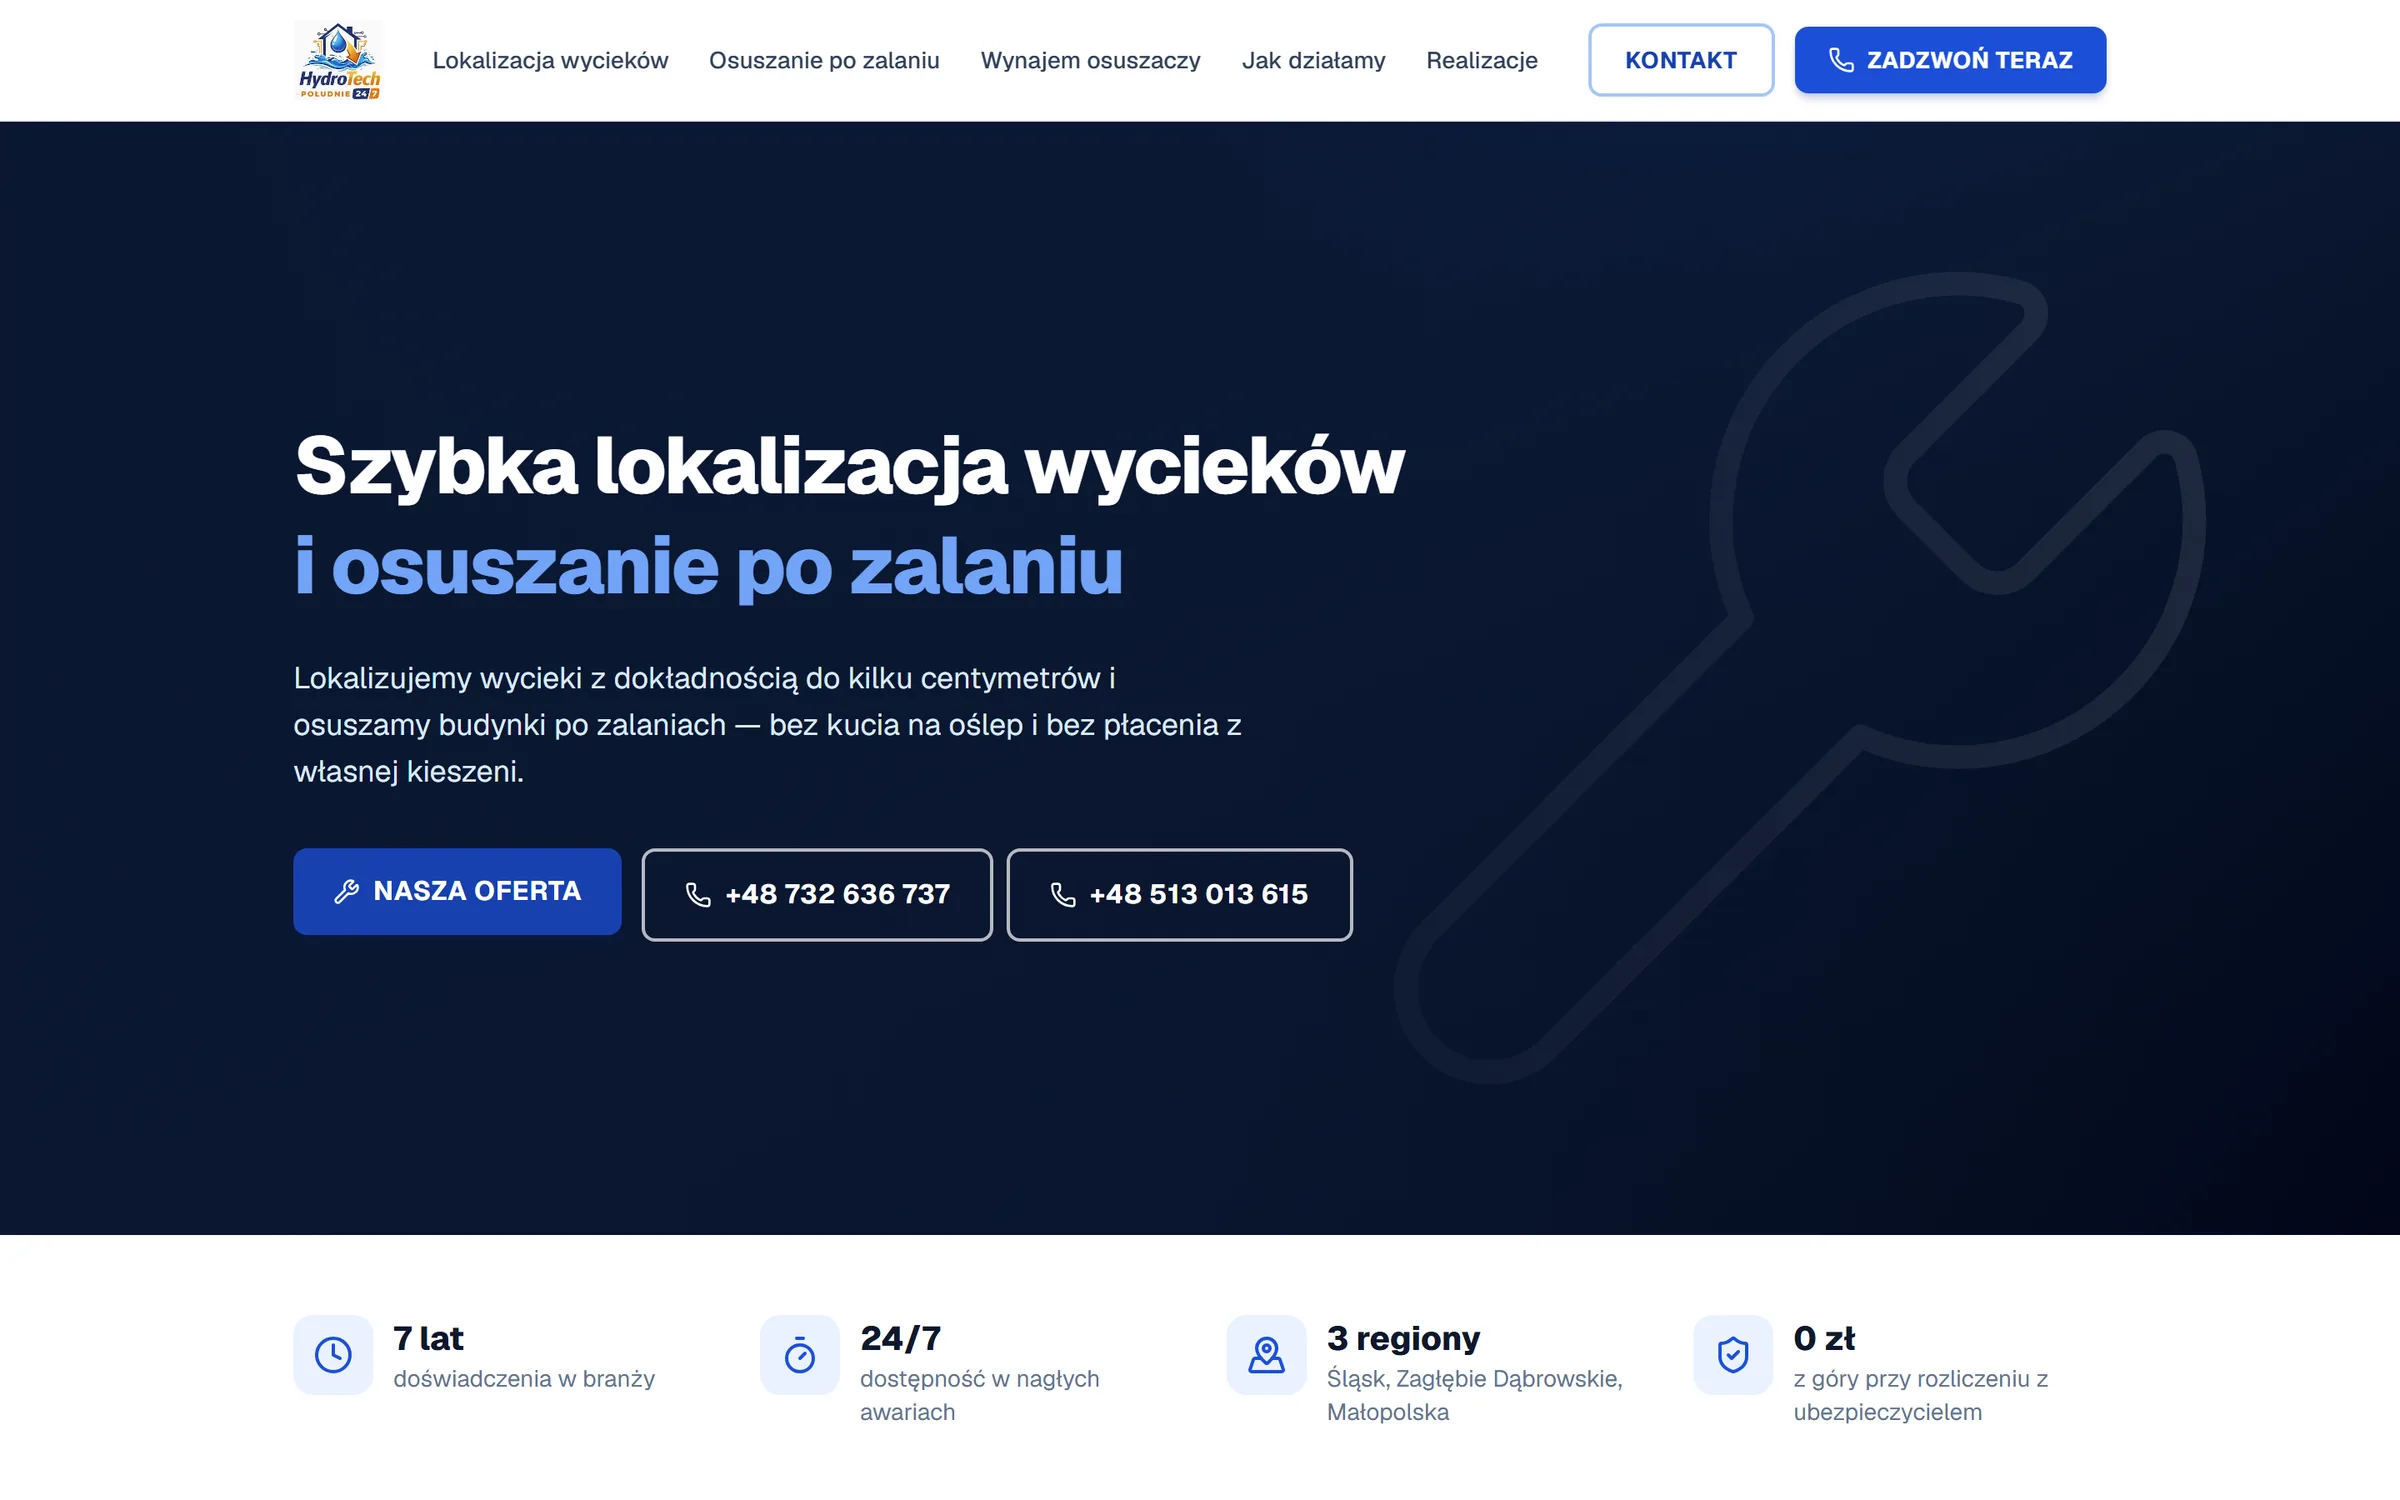 HydroTech
POŁUDNIE 24/7
Lokalizacja wycieków
Osuszanie po zalaniu
Wynajem osuszaczy
Jak działamy
Realizacje
KONTAKT
ZADZWOŃ TERAZ
Szybka lokalizacja wycieków
i osuszanie po zalaniu
Lokalizujemy wycieki z dokładnością do kilku centymetrów i
osuszamy budynki po zalaniach — bez kucia na oślep i bez płacenia z
własnej kieszeni.
NASZA OFERTA
+48 732 636 737
+48 513 013 615
7 lat
doświadczenia w branży
24/7
dostępność w nagłych
awariach
3 regiony
Śląsk, Zagłębie Dąbrowskie,
Małopolska
0 zł
z góry przy rozliczeniu z
ubezpieczycielem